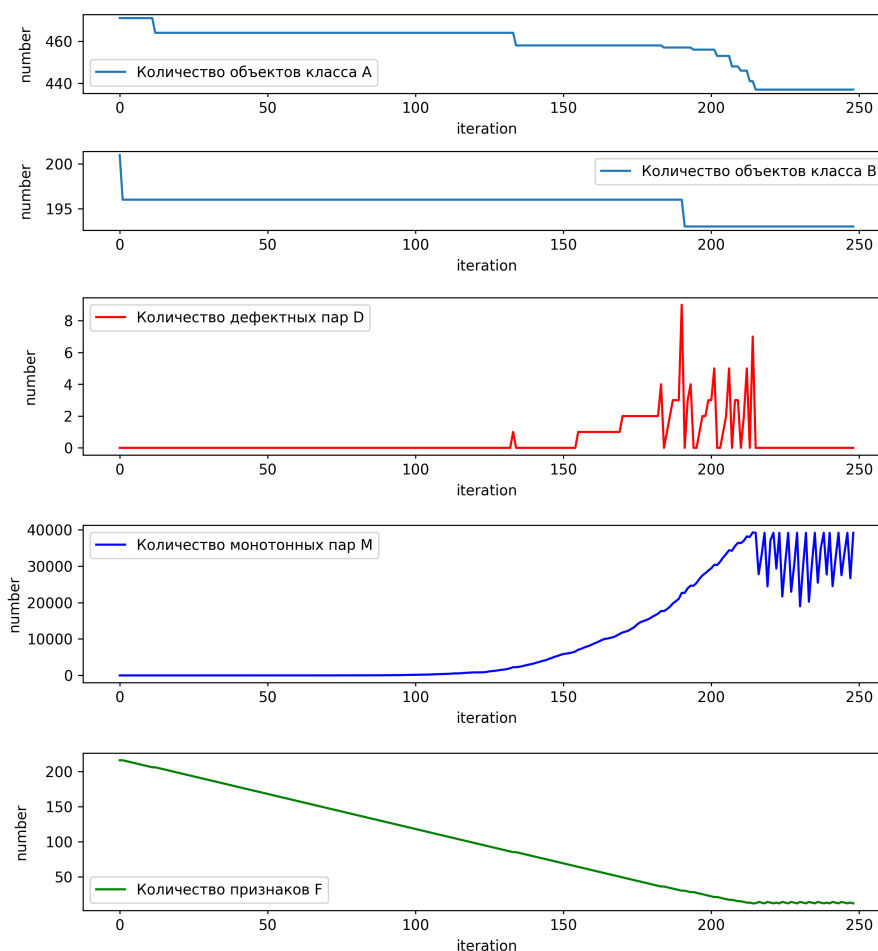 number
460
440
Количество объектов класса A
0 50 100 150 200 250
iteration
number
200
195
Количество объектов класса B
0 50 100 150 200 250
iteration
number
8
6
4
2
0
Количество дефектных пар D
0 50 100 150 200 250
iteration
number
40000
30000
20000
10000
0
Количество монотонных пар M
0 50 100 150 200 250
iteration
number
200
150
100
50
Количество признаков F
0 50 100 150 200 250
iteration